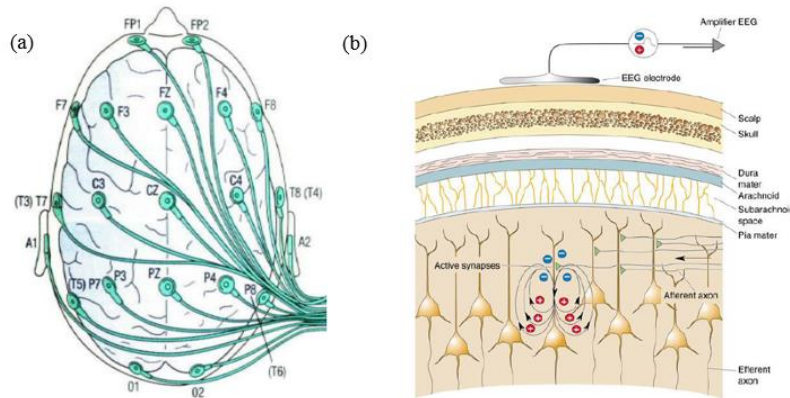 (a)
FP1 FP2
F7 F3 FZ F4 F8
(T3) T7 C3 CZ C4 T8 (T4)
A1 A2
(T5) P7 P3 PZ P4 P8
(T6)
O1 O2
(b)
Amplifier EEG
EEG electrode
Scalp
Skull
Dura
mater
Arachnoid
Subarachnoi
space
Pia mater
Active synapses
Afferent axon
Efferent
axon